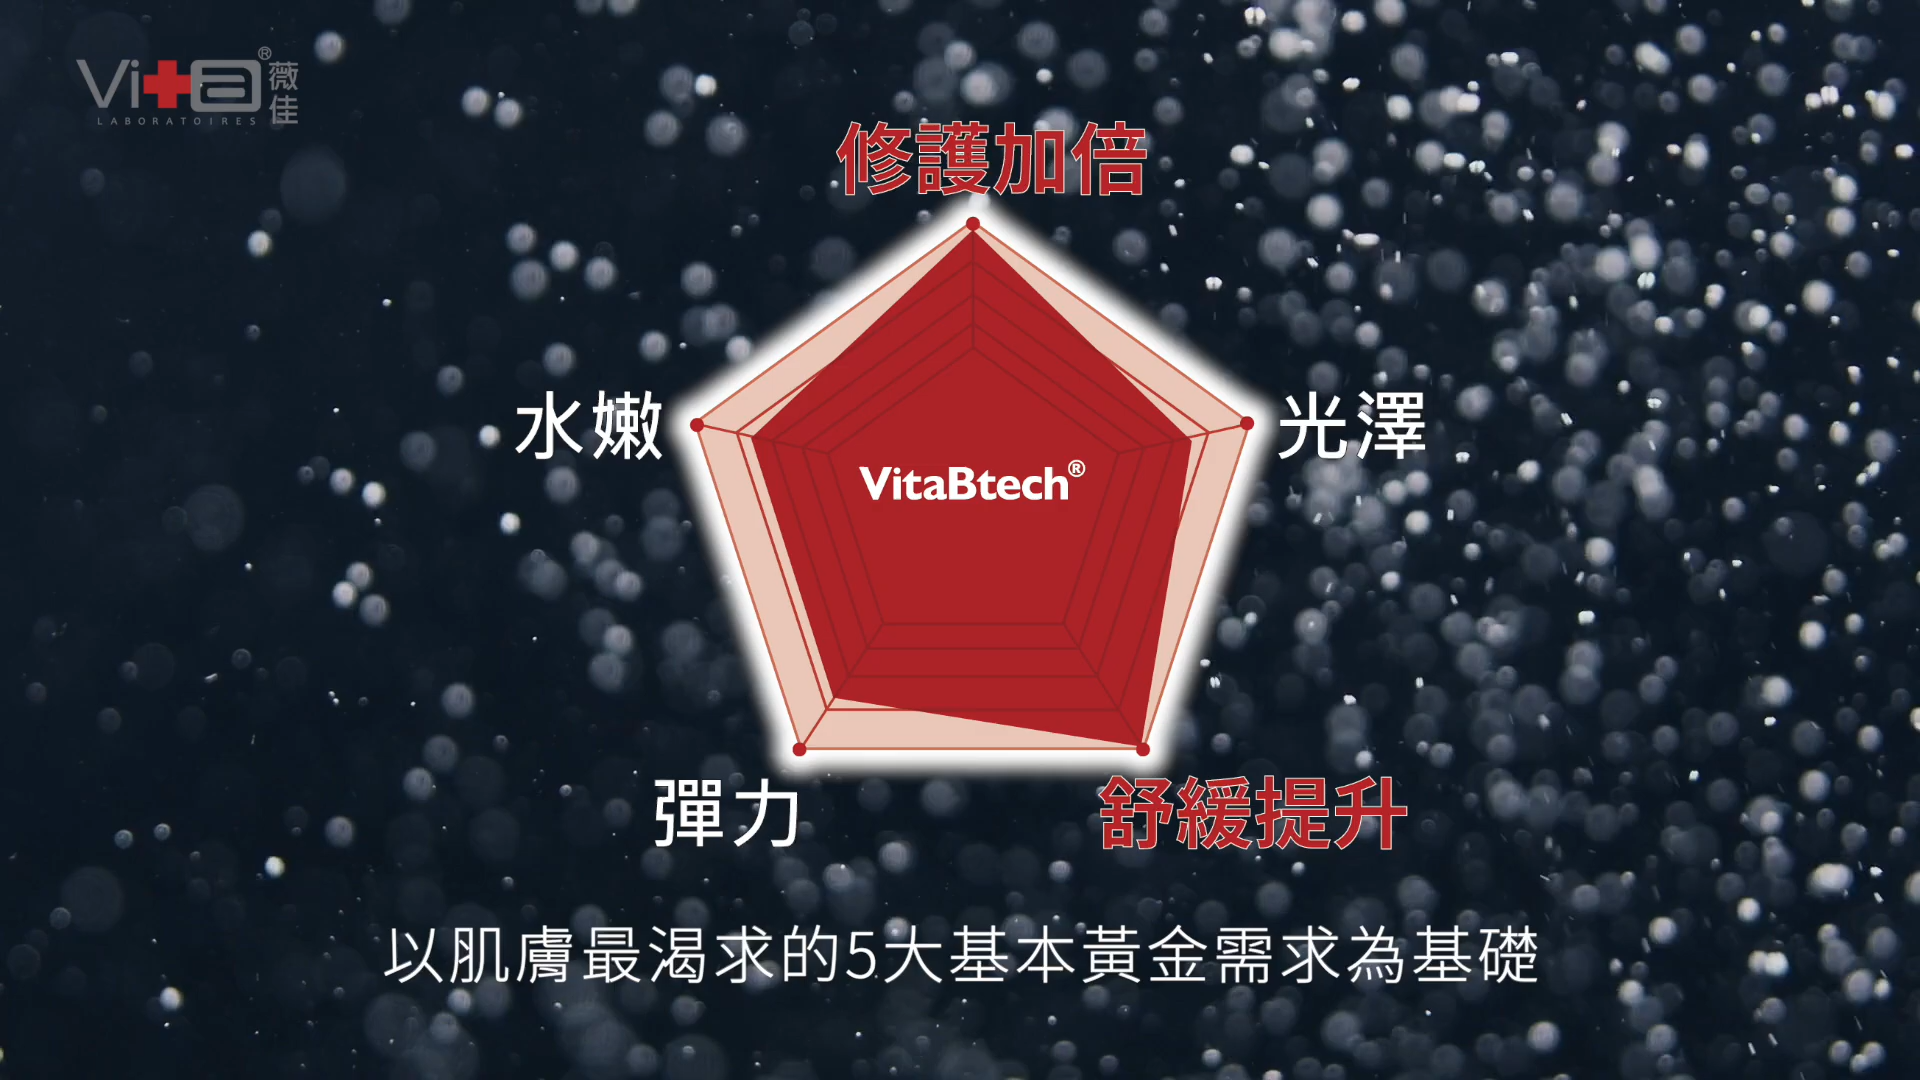 Vita® 薇佳
LABORATOIRES
修護加倍
水嫩
光澤
VitaBtech®
彈力
舒緩提升
以肌膚最渴求的5大基本黃金需求為基礎